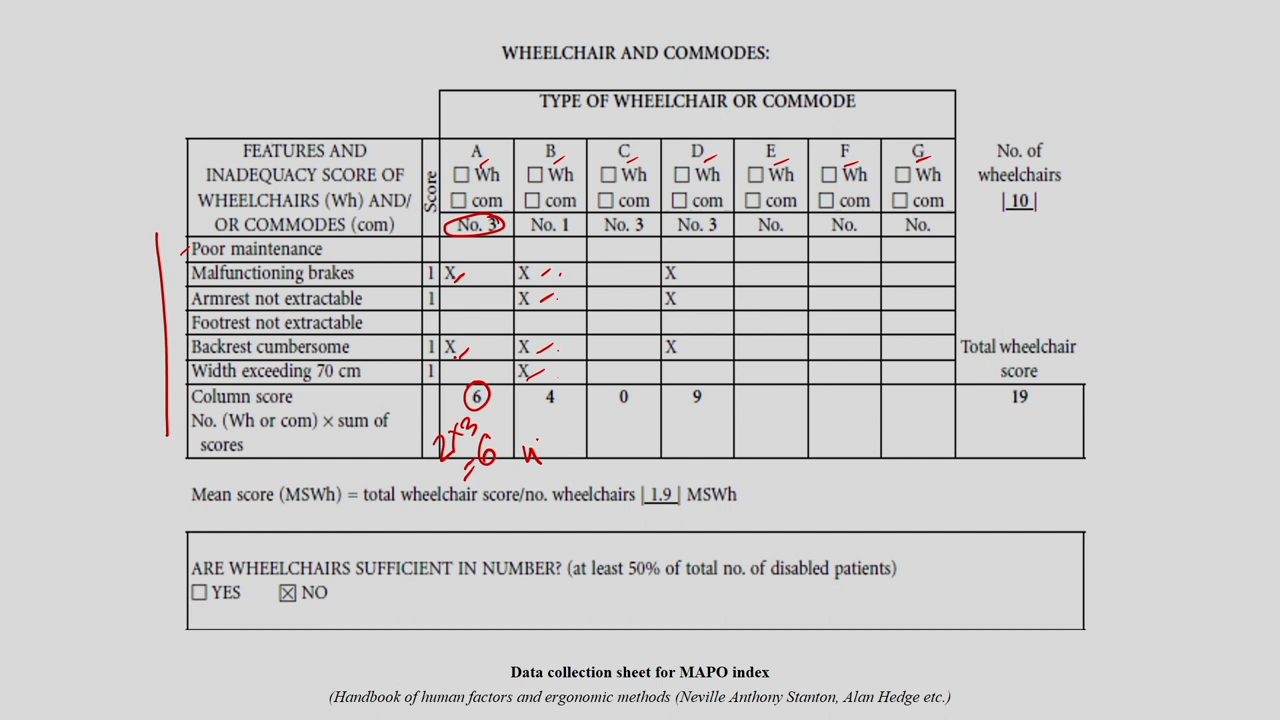 WHEELCHAIR AND COMMODES:
TYPE OF WHEELCHAIR OR COMMODE
FEATURES AND INADEQUACY SCORE OF WHEELCHAIRS (Wh) AND/ OR COMMODES (com)
Score
A B C D E F G
Wh Wh Wh Wh Wh Wh Wh
com com com com com com com
No. 3 No. 1 No. 3 No. 3 No. No. No.
No. of
wheelchairs
| 10 |
Poor maintenance
Malfunctioning brakes 1 X X X
Armrest not extractable 1 X X
Footrest not extractable
Backrest cumbersome 1 X X X
Width exceeding 70 cm 1 X
Total wheelchair
score
Column score 6 4 0 9 19
No. (Wh or com) × sum of
scores
2×3
=6 4
Mean score (MSWh) = total wheelchair score/no. wheelchairs | 1.9 | MSWh
ARE WHEELCHAIRS SUFFICIENT IN NUMBER? (at least 50% of total no. of disabled patients)
YES NO
Data collection sheet for MAPO index
(Handbook of human factors and ergonomic methods (Neville Anthony Stanton, Alan Hedge etc.)